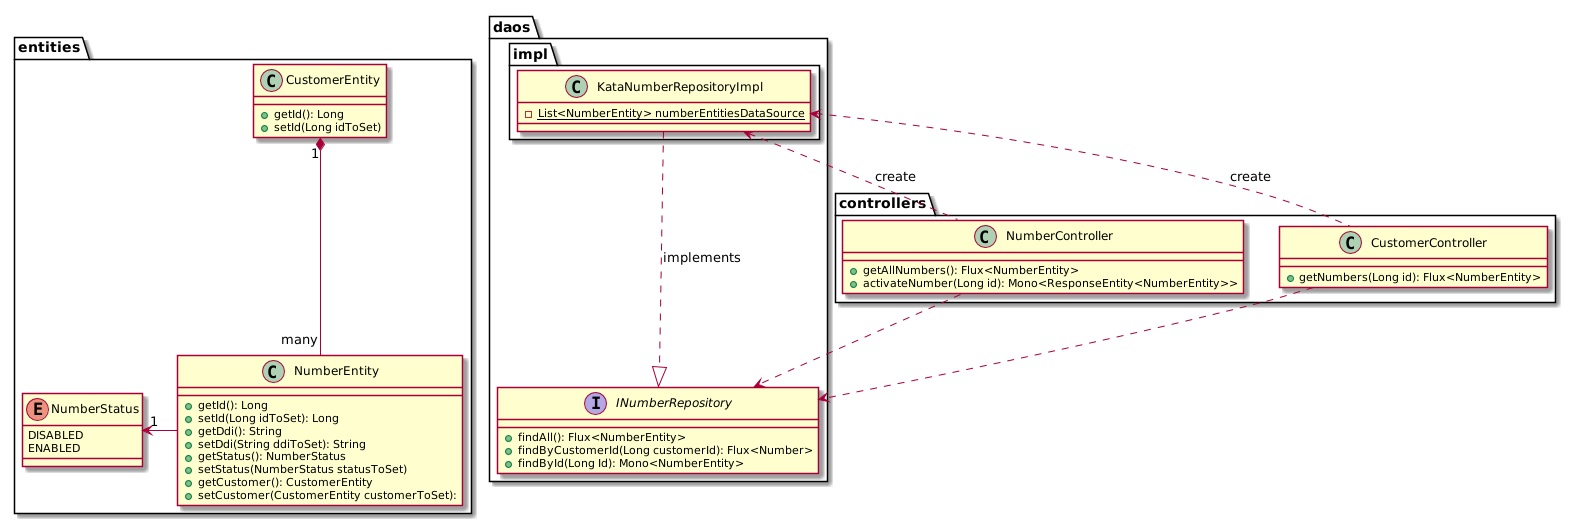 entities
C CustomerEntity
getId(): Long
setId(Long idToSet)
1
many
C NumberEntity
getId(): Long
setId(Long idToSet): Long
getDdi(): String
setDdi(String ddiToSet): String
getStatus(): NumberStatus
setStatus(NumberStatus statusToSet)
getCustomer(): CustomerEntity
setCustomer(CustomerEntity customerToSet):
E NumberStatus
DISABLED
ENABLED
1
daos
impl
C KataNumberRepositoryImpl
List<NumberEntity> numberEntitiesDataSource
implements
I INumberRepository
findAll(): Flux<NumberEntity>
findByCustomerId(Long customerId): Flux<Number>
findById(Long Id): Mono<NumberEntity>
create
create
controllers
C NumberController
getAllNumbers(): Flux<NumberEntity>
activateNumber(Long id): Mono<ResponseEntity<NumberEntity>>
C CustomerController
getNumbers(Long id): Flux<NumberEntity>